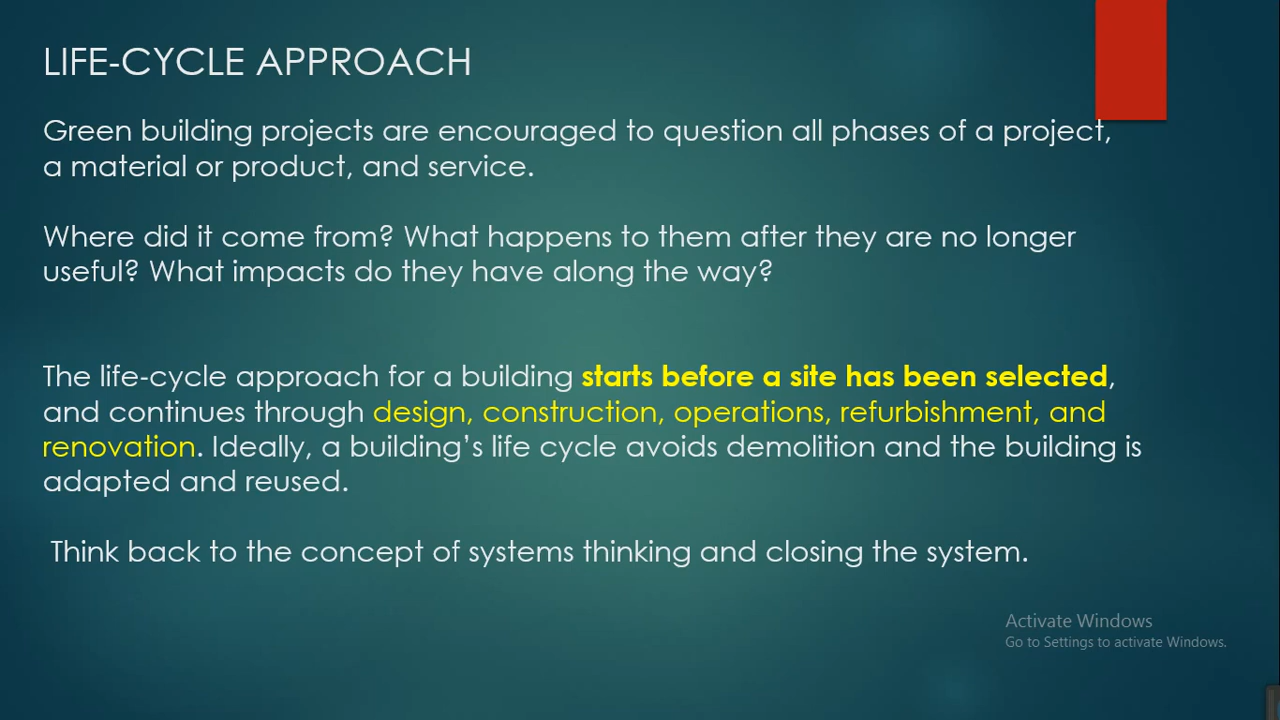 LIFE-CYCLE APPROACH
Green building projects are encouraged to question all phases of a project,
a material or product, and service.
Where did it come from? What happens to them after they are no longer
useful? What impacts do they have along the way?
The life-cycle approach for a building starts before a site has been selected,
and continues through design, construction, operations, refurbishment, and
renovation. Ideally, a building’s life cycle avoids demolition and the building is
adapted and reused.
Think back to the concept of systems thinking and closing the system.
Activate Windows
Go to Settings to activate Windows.